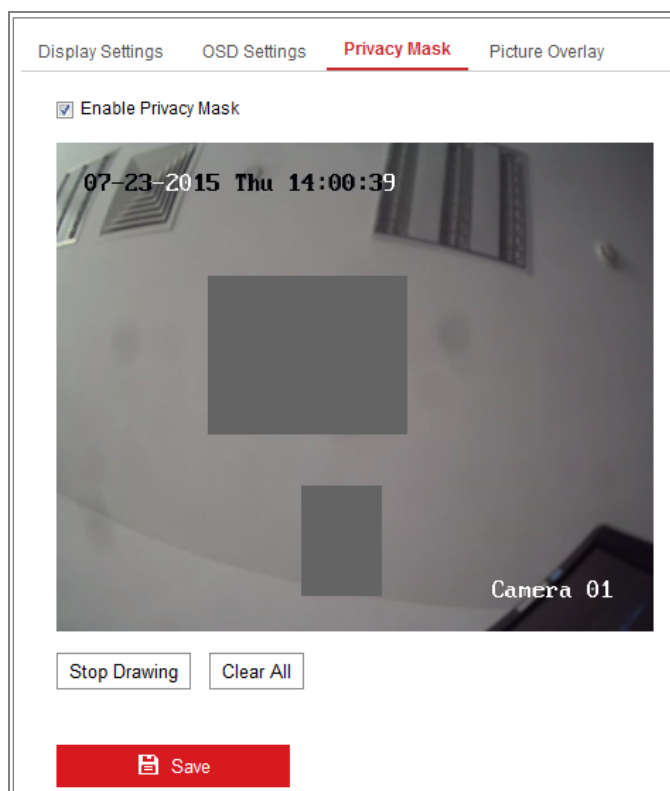 Display Settings OSD Settings Privacy Mask Picture Overlay
Enable Privacy Mask
07-23-2015 Thu 14:00:39
Camera 01
Stop Drawing Clear All
Save